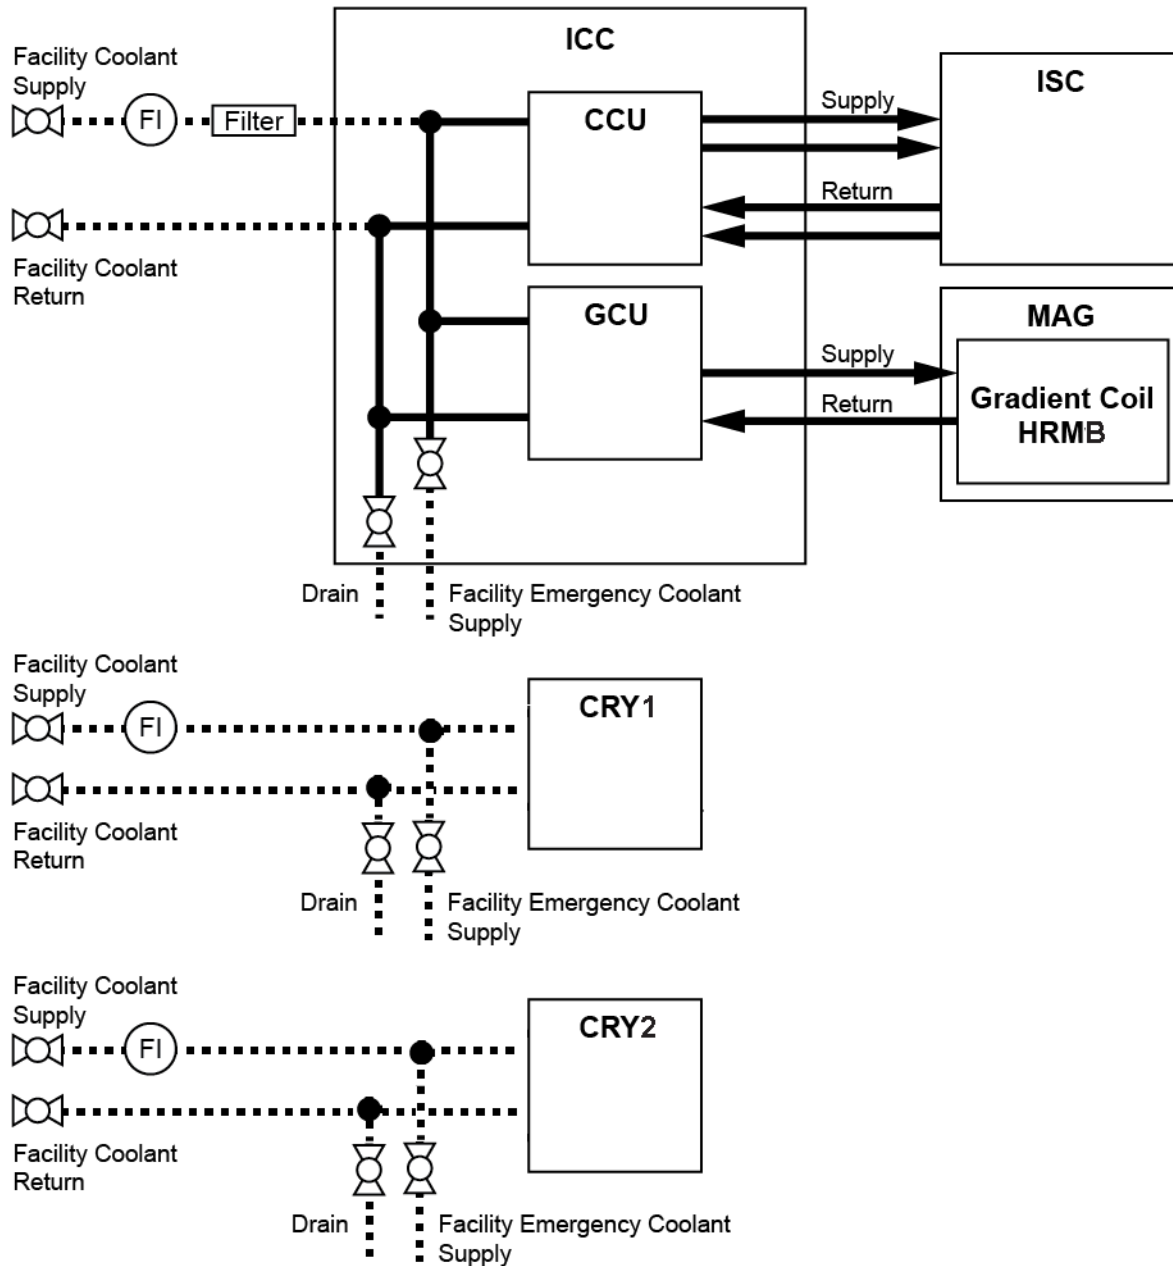 ICC
Facility Coolant
Supply
FI
Filter
CCU
Supply
Return
ISC
Facility Coolant
Return
GCU
Supply
Return
MAG
Gradient Coil
HRMB
Drain
Facility Emergency Coolant
Supply
Facility Coolant
Supply
FI
CRY1
Facility Coolant
Return
Drain
Facility Emergency Coolant
Supply
Facility Coolant
Supply
FI
CRY2
Facility Coolant
Return
Drain
Facility Emergency Coolant
Supply